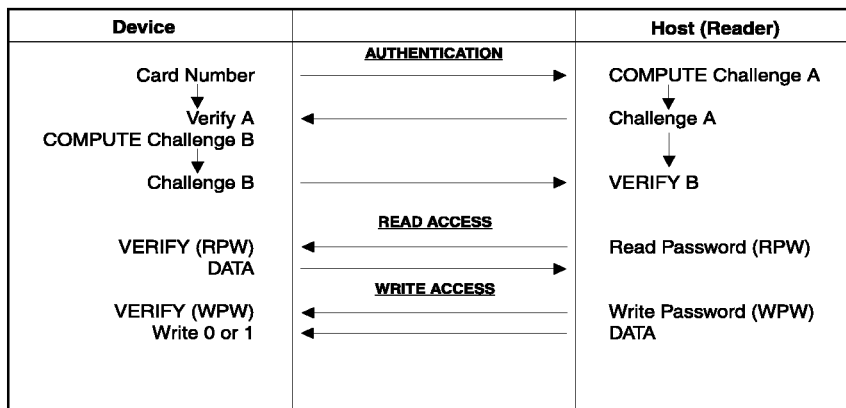 Device Host (Reader)
AUTHENTICATION
Card Number COMPUTE Challenge A
Verify A Challenge A
COMPUTE Challenge B
Challenge B VERIFY B
READ ACCESS
VERIFY (RPW) Read Password (RPW)
DATA
WRITE ACCESS
VERIFY (WPW) Write Password (WPW)
Write 0 or 1 DATA